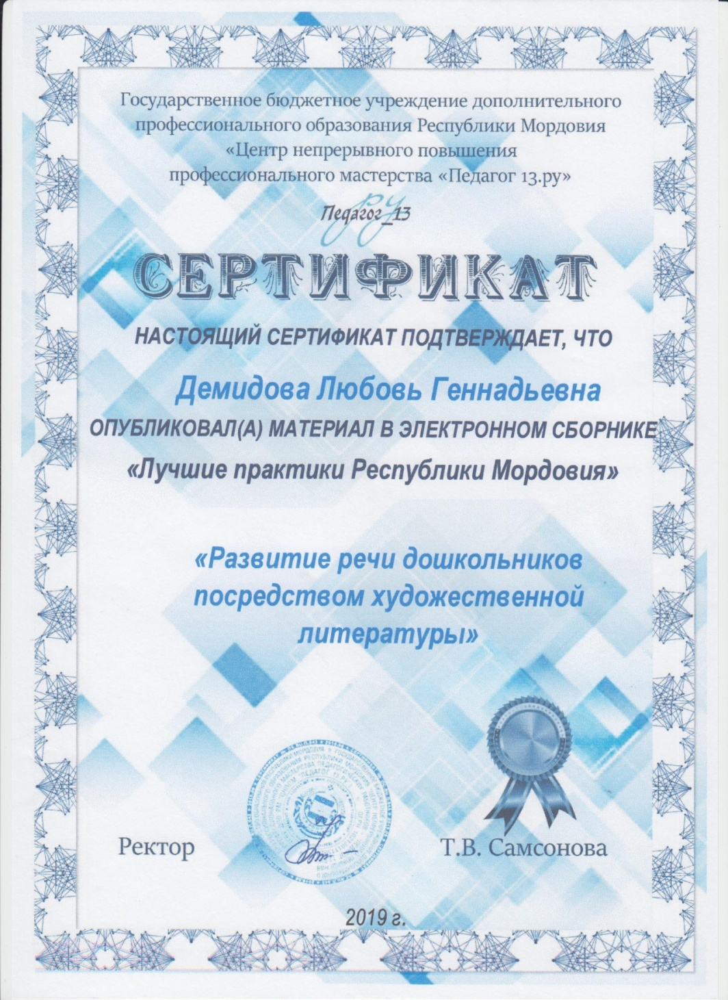 Государственное бюджетное учреждение дополнительного
профессионального образования Республики Мордовия
«Центр непрерывного повышения
профессионального мастерства «Педагог 13.ру»
Педагог_13
ру
СЕРТИФИКАТ
НАСТОЯЩИЙ СЕРТИФИКАТ ПОДТВЕРЖДАЕТ, ЧТО
Демидова Любовь Геннадьевна
ОПУБЛИКОВАЛ(А) МАТЕРИАЛ В ЭЛЕКТРОННОМ СБОРНИКЕ
«Лучшие практики Республики Мордовия»
«Развитие речи дошкольников
посредством художественной
литературы»
Ректор
Т.В. Самсонова
2019 г.